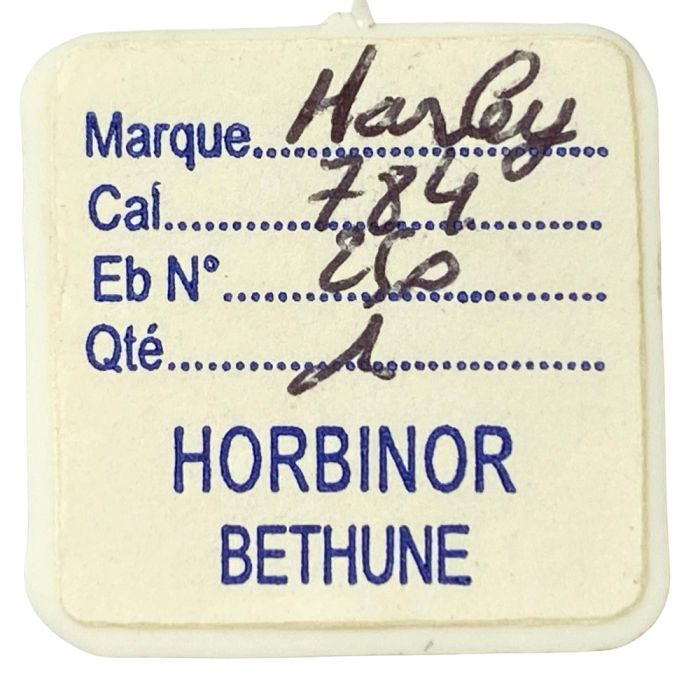 Marque Harley
Cal 784
Eb N° 250
Qté 1
HORBINOR
BETHUNE